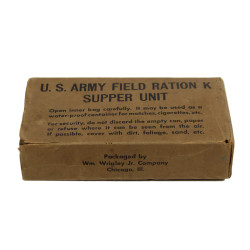 U. S. ARMY FIELD RATION K
SUPPER UNIT
Open inner bag carefully. It may be used as a
water-proof container for matches, cigarettes, etc.
For security, do not discard the empty can, paper
or refuse where it can be seen from the air.
If possible, cover with dirt, foliage, sand, etc.
Packaged by
Wm. Wrigley Jr. Company
Chicago, Ill.